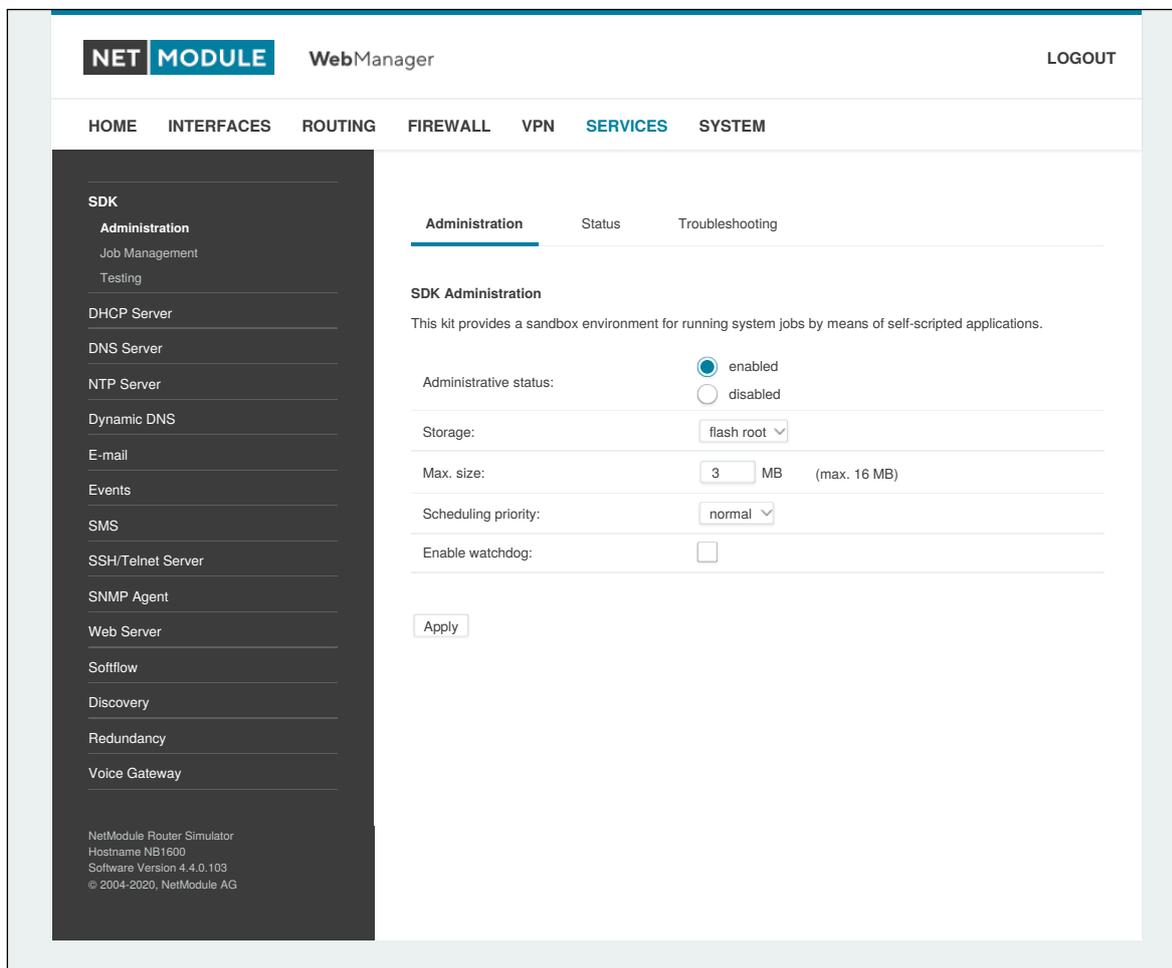 NET MODULE WebManager LOGOUT
HOME INTERFACES ROUTING FIREWALL VPN SERVICES SYSTEM
SDK
Administration
Job Management
Testing
DHCP Server
DNS Server
NTP Server
Dynamic DNS
E-mail
Events
SMS
SSH/Telnet Server
SNMP Agent
Web Server
Softflow
Discovery
Redundancy
Voice Gateway
NetModule Router Simulator
Hostname NB1600
Software Version 4.4.0.103
© 2004-2020, NetModule AG
Administration Status Troubleshooting
SDK Administration
This kit provides a sandbox environment for running system jobs by means of self-scripted applications.
Administrative status: enabled
disabled
Storage: flash root
Max. size: 3 MB (max. 16 MB)
Scheduling priority: normal
Enable watchdog:
Apply